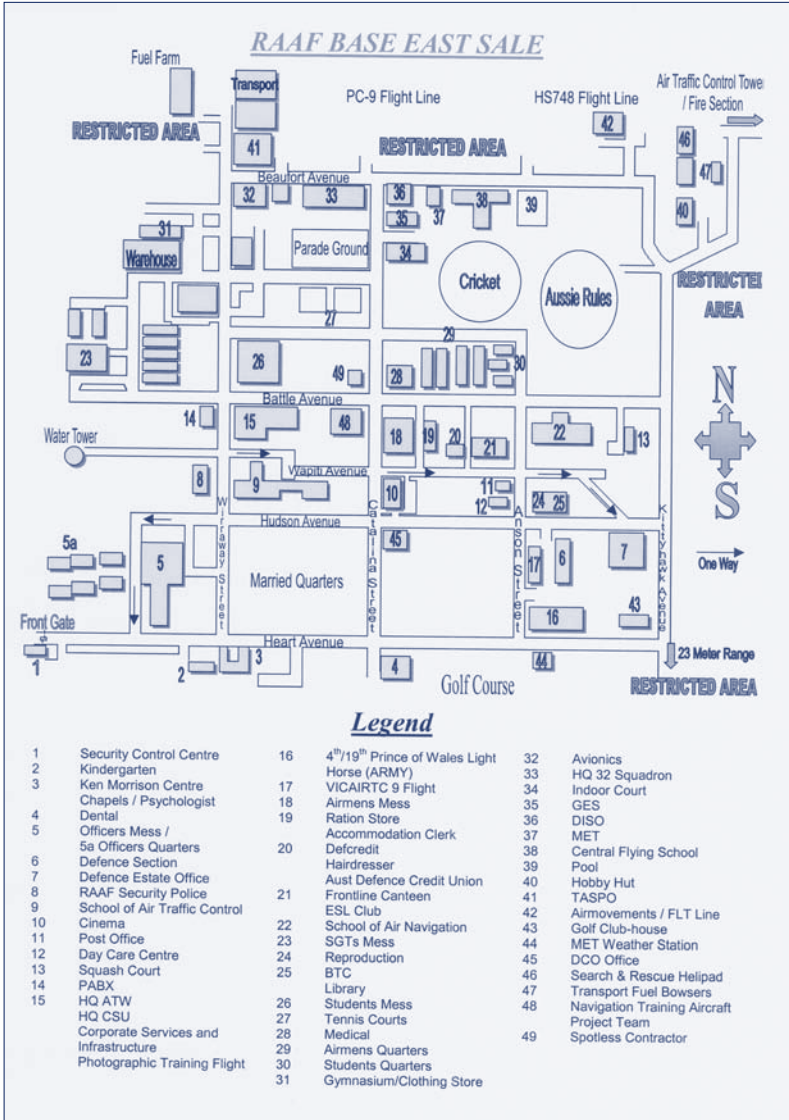 RAAF BASE EAST SALE
Fuel Farm
Transport
PC-9 Flight Line
HS748 Flight Line
Air Traffic Control Tower
/ Fire Section
RESTRICTED AREA
41
RESTRICTED AREA
42
46
47
Beaufort Avenue
32
33
36
37
38
39
40
35
31
Warehouse
Parade Ground
34
Cricket
Aussie Rules
RESTRICTED
AREA
27
29
23
26
49
28
30
N
Battle Avenue
14
15
48
18
19
20
21
22
13
Water Tower
Wapiti Avenue
8
9
10
11
12
24
25
S
Wirraway Street
Catalina Street
Anson Street
Kittyhawk Avenue
Hudson Avenue
One Way
5a
5
45
17
6
7
Married Quarters
Front Gate
16
43
Heart Avenue
1
2
3
4
44
23 Meter Range
Golf Course
RESTRICTED AREA
Legend
1 Security Control Centre
2 Kindergarten
3 Ken Morrison Centre
Chapels / Psychologist
4 Dental
5 Officers Mess /
5a Officers Quarters
6 Defence Section
7 Defence Estate Office
8 RAAF Security Police
9 School of Air Traffic Control
10 Cinema
11 Post Office
12 Day Care Centre
13 Squash Court
14 PABX
15 HQ ATW
HQ CSU
Corporate Services and
Infrastructure
Photographic Training Flight
16 4th/19th Prince of Wales Light
Horse (ARMY)
17 VICAIRTC 9 Flight
18 Airmens Mess
19 Ration Store
Accommodation Clerk
20 Defcredit
Hairdresser
Aust Defence Credit Union
21 Frontline Canteen
ESL Club
22 School of Air Navigation
23 SGTs Mess
24 Reproduction
25 BTC
Library
26 Students Mess
27 Tennis Courts
28 Medical
29 Airmens Quarters
30 Students Quarters
31 Gymnasium/Clothing Store
32 Avionics
33 HQ 32 Squadron
34 Indoor Court
35 GES
36 DISO
37 MET
38 Central Flying School
39 Pool
40 Hobby Hut
41 TASPO
42 Airmovements / FLT Line
43 Golf Club-house
44 MET Weather Station
45 DCO Office
46 Search & Rescue Helipad
47 Transport Fuel Bowsers
48 Navigation Training Aircraft
Project Team
49 Spotless Contractor